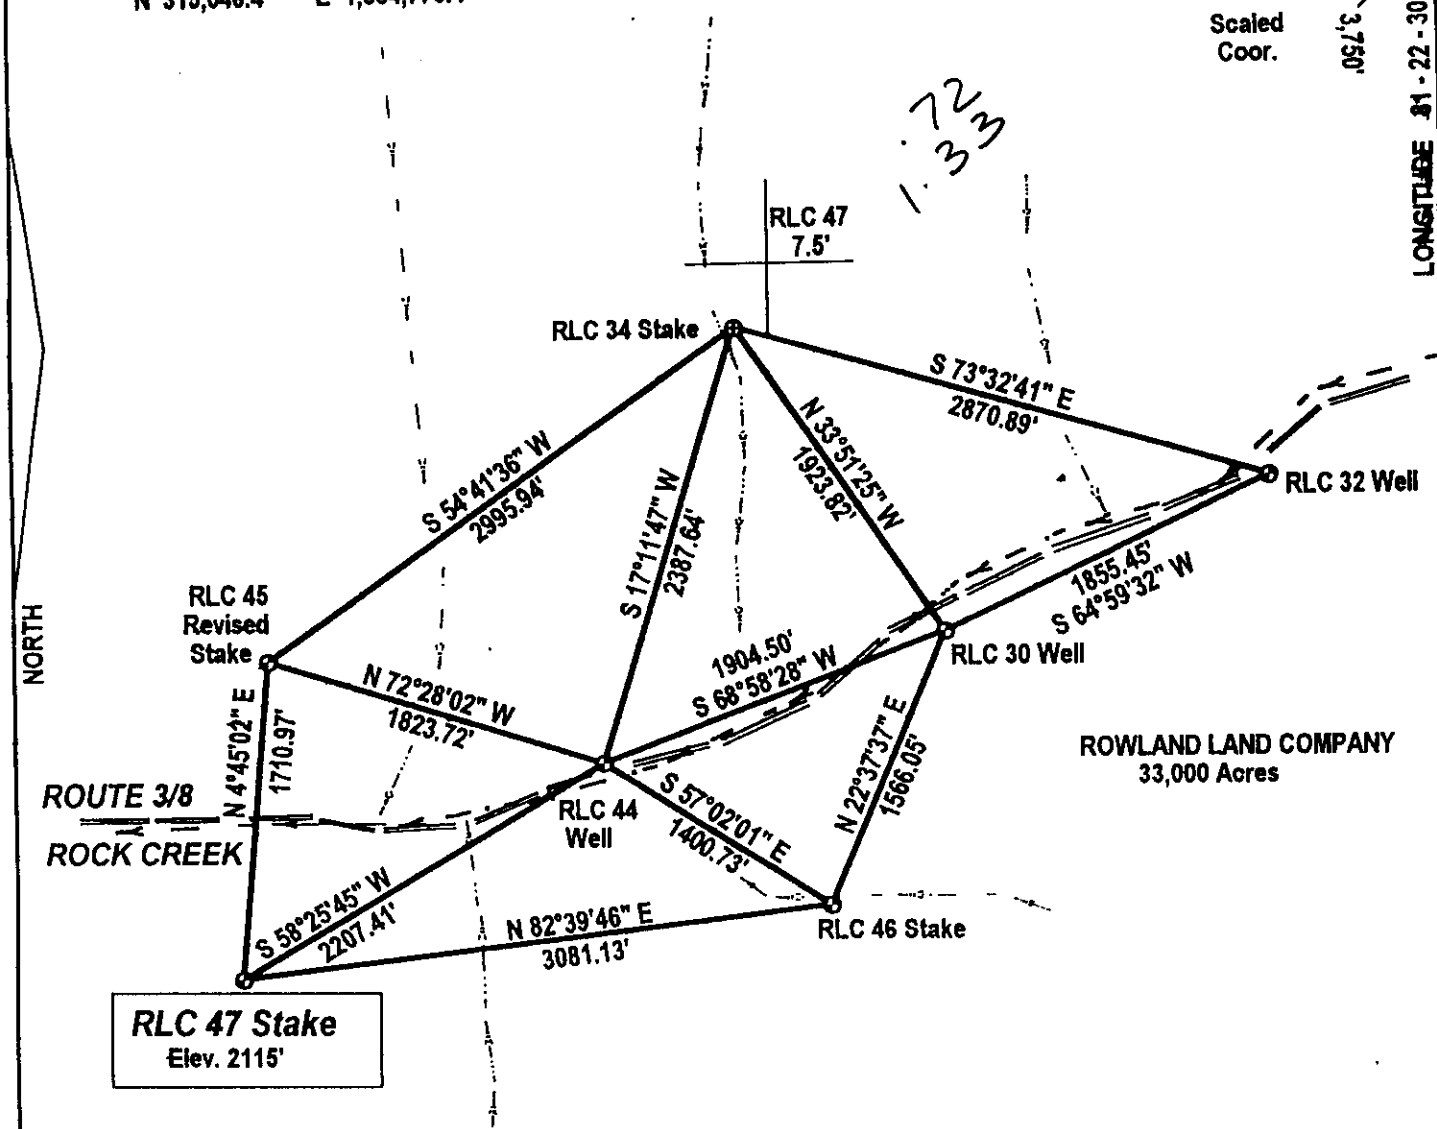 Scaled
Coor.
3,750'
LONGITUDE 81 - 22 - 30
.72
1.33
RLC 47
7.5'
RLC 34 Stake
S 73°32'41" E
2870.89'
N 33°51'25" W
1923.82'
S 54°41'36" W
2995.94'
S 17°11'47" W
2387.64'
RLC 32 Well
1855.45'
S 64°59'32" W
RLC 45
Revised
Stake
NORTH
N 72°28'02" W
1823.72'
1904.50'
S 68°58'28" W
RLC 30 Well
N 4°45'02" E
1710.97'
N 22°37'37" E
1566.05'
ROWLAND LAND COMPANY
33,000 Acres
ROUTE 3/8
ROCK CREEK
RLC 44
Well
S 57°02'01" E
1400.73'
S 58°25'45" W
2207.41'
N 82°39'46" E
3081.13'
RLC 46 Stake
RLC 47 Stake
Elev. 2115'